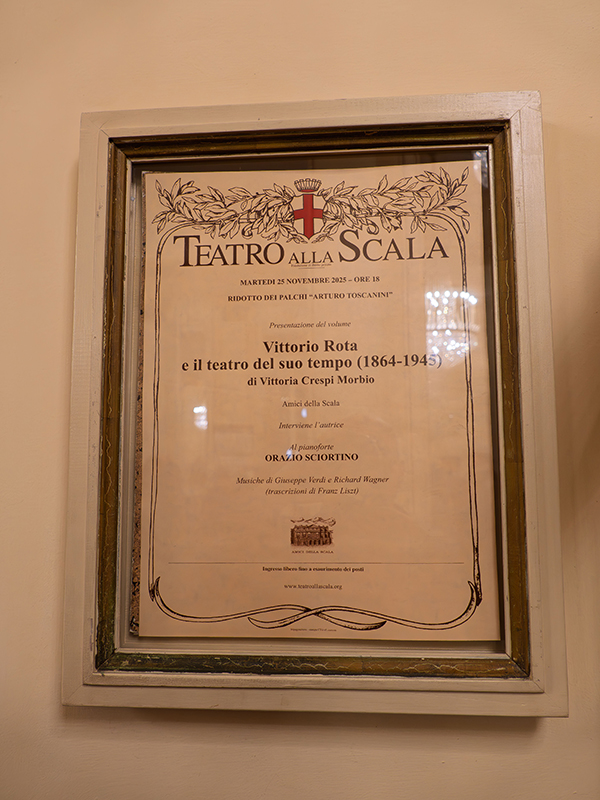 TEATRO ALLA SCALA
MARTEDI 25 NOVEMBRE 2025 – ORE 18
RIDOTTO DEI PALCHI “ARTURO TOSCANINI”
Presentazione del volume
Vittorio Rota
e il teatro del suo tempo (1864-1945)
di Vittoria Crespi Morbio
Amici della Scala
Interviene l’autrice
Al pianoforte
ORAZIO SCIORTINO
Musiche di Giuseppe Verdi e Richard Wagner
(trascrizioni di Franz Liszt)
AMICI DELLA SCALA
Ingresso libero fino a esaurimento dei posti
www.teatroallascala.org